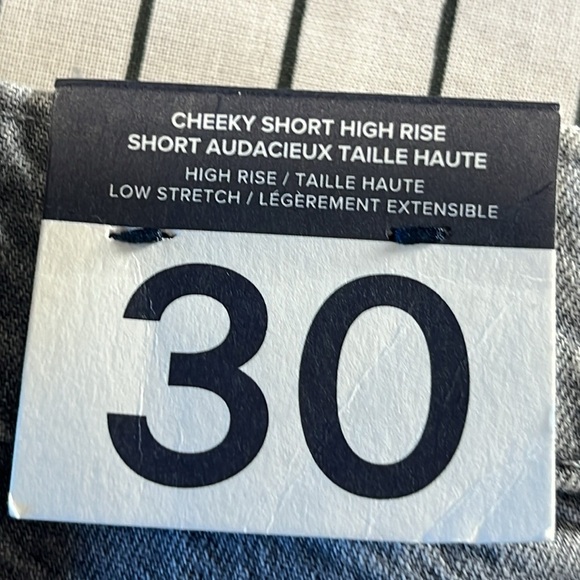 CHEEKY SHORT HIGH RISE
SHORT AUDACIEUX TAILLE HAUTE
HIGH RISE / TAILLE HAUTE
LOW STRETCH / LÉGÈREMENT EXTENSIBLE
30